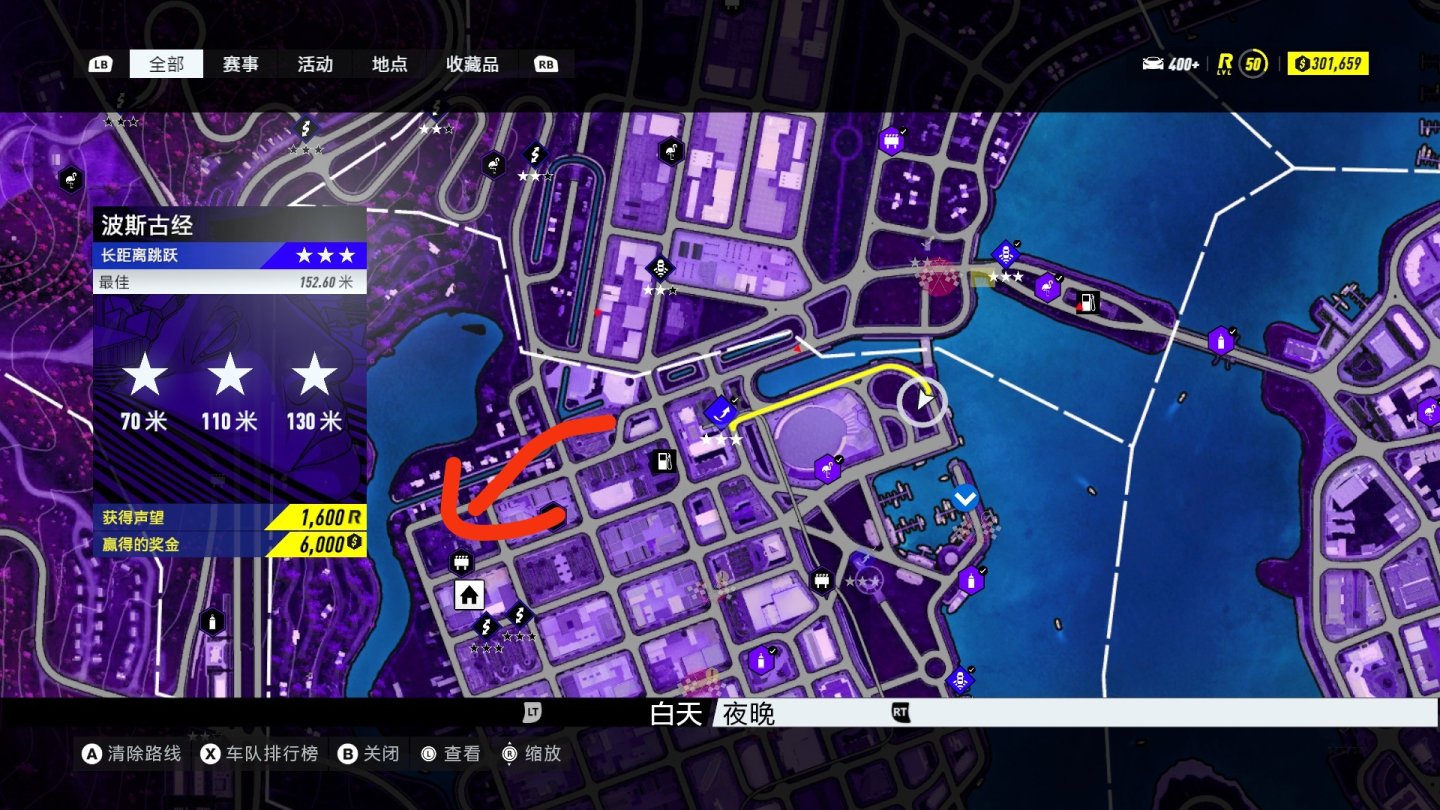 LB 全部 赛事 活动 地点 收藏品 RB
400+ R LVL 50 $301,659
波斯古经
长距离跳跃
最佳 152.60 米
70 米 110 米 130 米
获得声望 1,600 R
赢得的奖金 6,000 $
LT 白天 夜晚 RT
A 清除路线 X 车队排行榜 B 关闭 L 查看 R 缩放